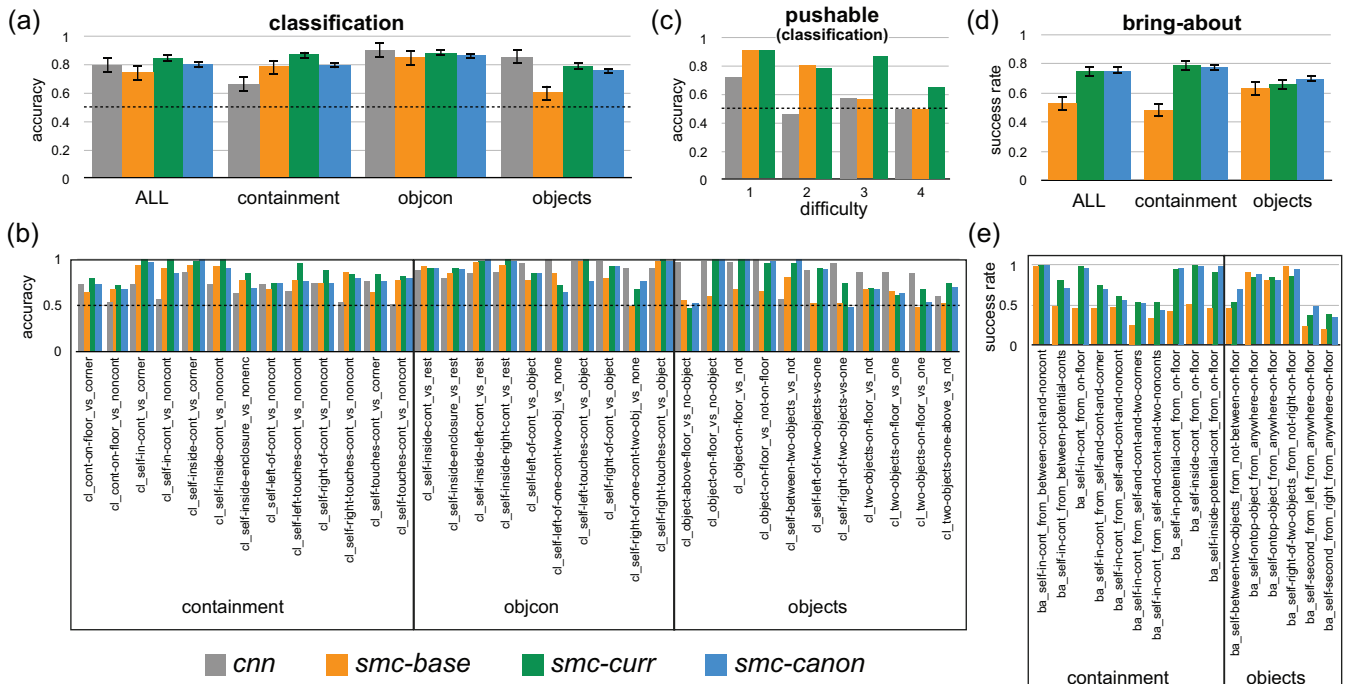 (a)
classification
accuracy
1
0.8
0.6
0.4
0.2
0
ALL
containment
objcon
objects
(c)
pushable
(classification)
accuracy
1
0.8
0.6
0.4
0.2
0
1
2
3
4
difficulty
(d)
bring-about
success rate
1
0.8
0.6
0.4
0.2
0
ALL
containment
objects
(b)
accuracy
1
0.5
0
cl_cont-on-floor_vs_corner
cl_cont-on-floor_vs_noncont
cl_self-in-cont_vs_corner
cl_self-in-cont_vs_noncont
cl_self-inside-cont_vs_corner
cl_self-inside-cont_vs_noncont
cl_self-inside-enclosure_vs_nonenc
cl_self-left-of-cont_vs_noncont
cl_self-left-touches-cont_vs_noncont
cl_self-right-of-cont_vs_noncont
cl_self-right-touches-cont_vs_noncont
cl_self-touches-cont_vs_corner
cl_self-touches-cont_vs_noncont
cl_self-inside-cont_vs_rest
cl_self-inside-enclosure_vs_rest
cl_self-inside-left-cont_vs_rest
cl_self-inside-right-cont_vs_rest
cl_self-left-of-cont_vs_object
cl_self-left-of-one-cont-two-obj_vs_none
cl_self-left-touches-cont_vs_object
cl_self-right-of-cont_vs_object
cl_self-right-of-one-cont-two-obj_vs_none
cl_self-right-touches-cont_vs_object
cl_object-above-floor_vs_no-object
cl_object-on-floor_vs_no-object
cl_object-on-floor_vs_not
cl_object-on-floor_vs_not-on-floor
cl_self-between-two-objects_vs_not
cl_self-left-of-two-objects-vs-one
cl_self-right-of-two-objects-vs-one
cl_two-objects-on-floor_vs_not
cl_two-objects-on-floor_vs_one
cl_two-objects-on-floor_vs_one
cl_two-objects-one-above_vs_not
containment
objcon
objects
(e)
success rate
1
0.5
0
ba_self-in-cont_from_between-cont-and-noncont
ba_self-in-cont_from_between-potential-conts
ba_self-in-cont_from_on-floor
ba_self-in-cont_from_self-and-cont-and-corner
ba_self-in-cont_from_self-and-cont-and-noncont
ba_self-in-cont_from_self-and-cont-and-two-corners
ba_self-in-cont_from_self-and-cont-and-two-nonconts
ba_self-in-potential-cont_from_on-floor
ba_self-inside-cont_from_on-floor
ba_self-inside-potential-cont_from_on-floor
ba_self-between-two-objects_from_not-between-on-floor
ba_self-ontop-object_from_anywhere-on-floor
ba_self-ontop-object_from_anywhere-on-floor
ba_self-right-of-two-objects_from_not-right-on-floor
ba_self-second-from_left_from_anywhere-on-floor
ba_self-second-from_right_from_anywhere-on-floor
containment
objects
cnn
smc-base
smc-curr
smc-canon